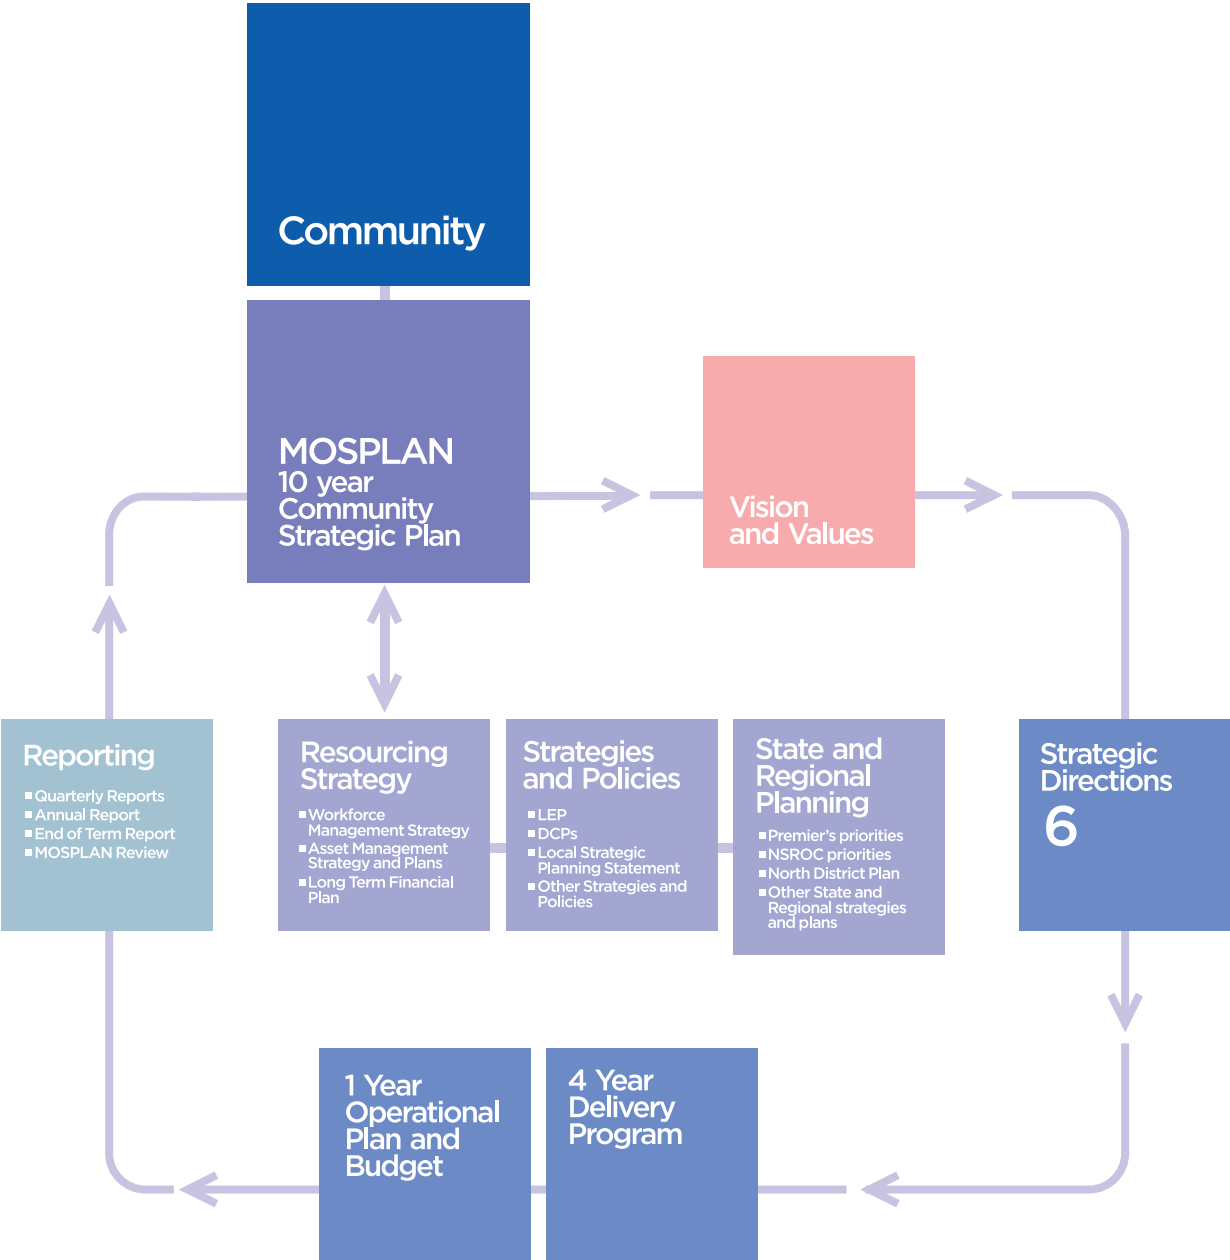 Community
MOSPLAN
10 year
Community
Strategic Plan
Vision
and Values
Reporting
Quarterly Reports
Annual Report
End of Term Report
MOSPLAN Review
Resourcing
Strategy
Workforce
Management Strategy
Asset Management
Strategy and Plans
Long Term Financial
Plan
Strategies
and Policies
LEP
DCPs
Local Strategic
Planning Statement
Other Strategies and
Policies
State and
Regional
Planning
Premier’s priorities
NSROC priorities
North District Plan
Other State and
Regional strategies
and plans
Strategic
Directions
6
1 Year
Operational
Plan and
Budget
4 Year
Delivery
Program